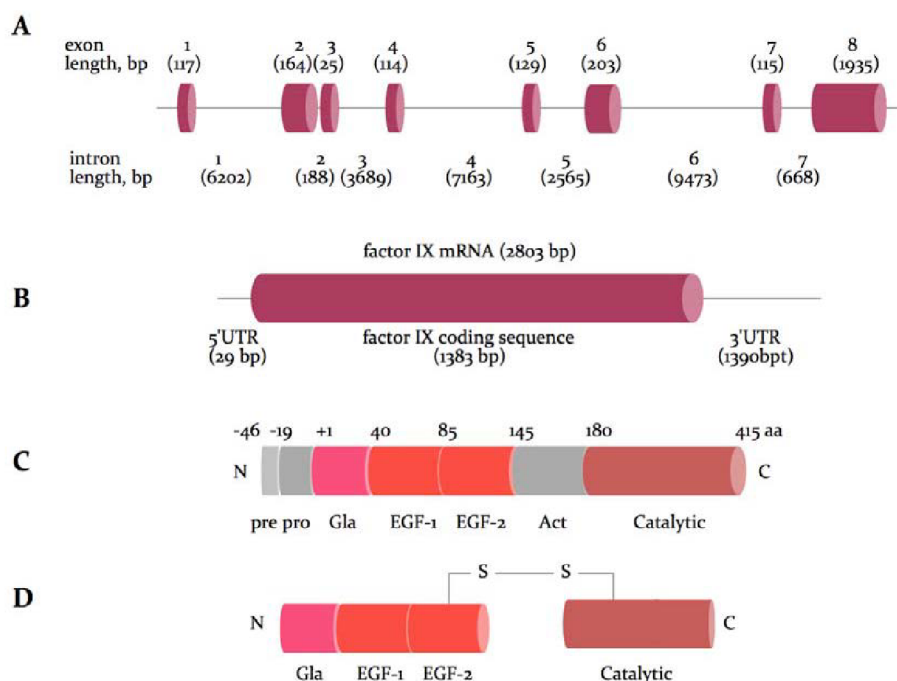 A
exon 1 2 3 4 5 6 7 8
length, bp (117) (164) (25) (114) (129) (203) (115) (1935)
intron 1 2 3 4 5 6 7
length, bp (6202) (188) (3689) (7163) (2565) (9473) (668)
B
factor IX mRNA (2803 bp)
5'UTR factor IX coding sequence 3'UTR
(29 bp) (1383 bp) (1390bpt)
C
-46 -19 +1 40 85 145 180 415 aa
N C
pre pro Gla EGF-1 EGF-2 Act Catalytic
D
S S
N C
Gla EGF-1 EGF-2 Catalytic